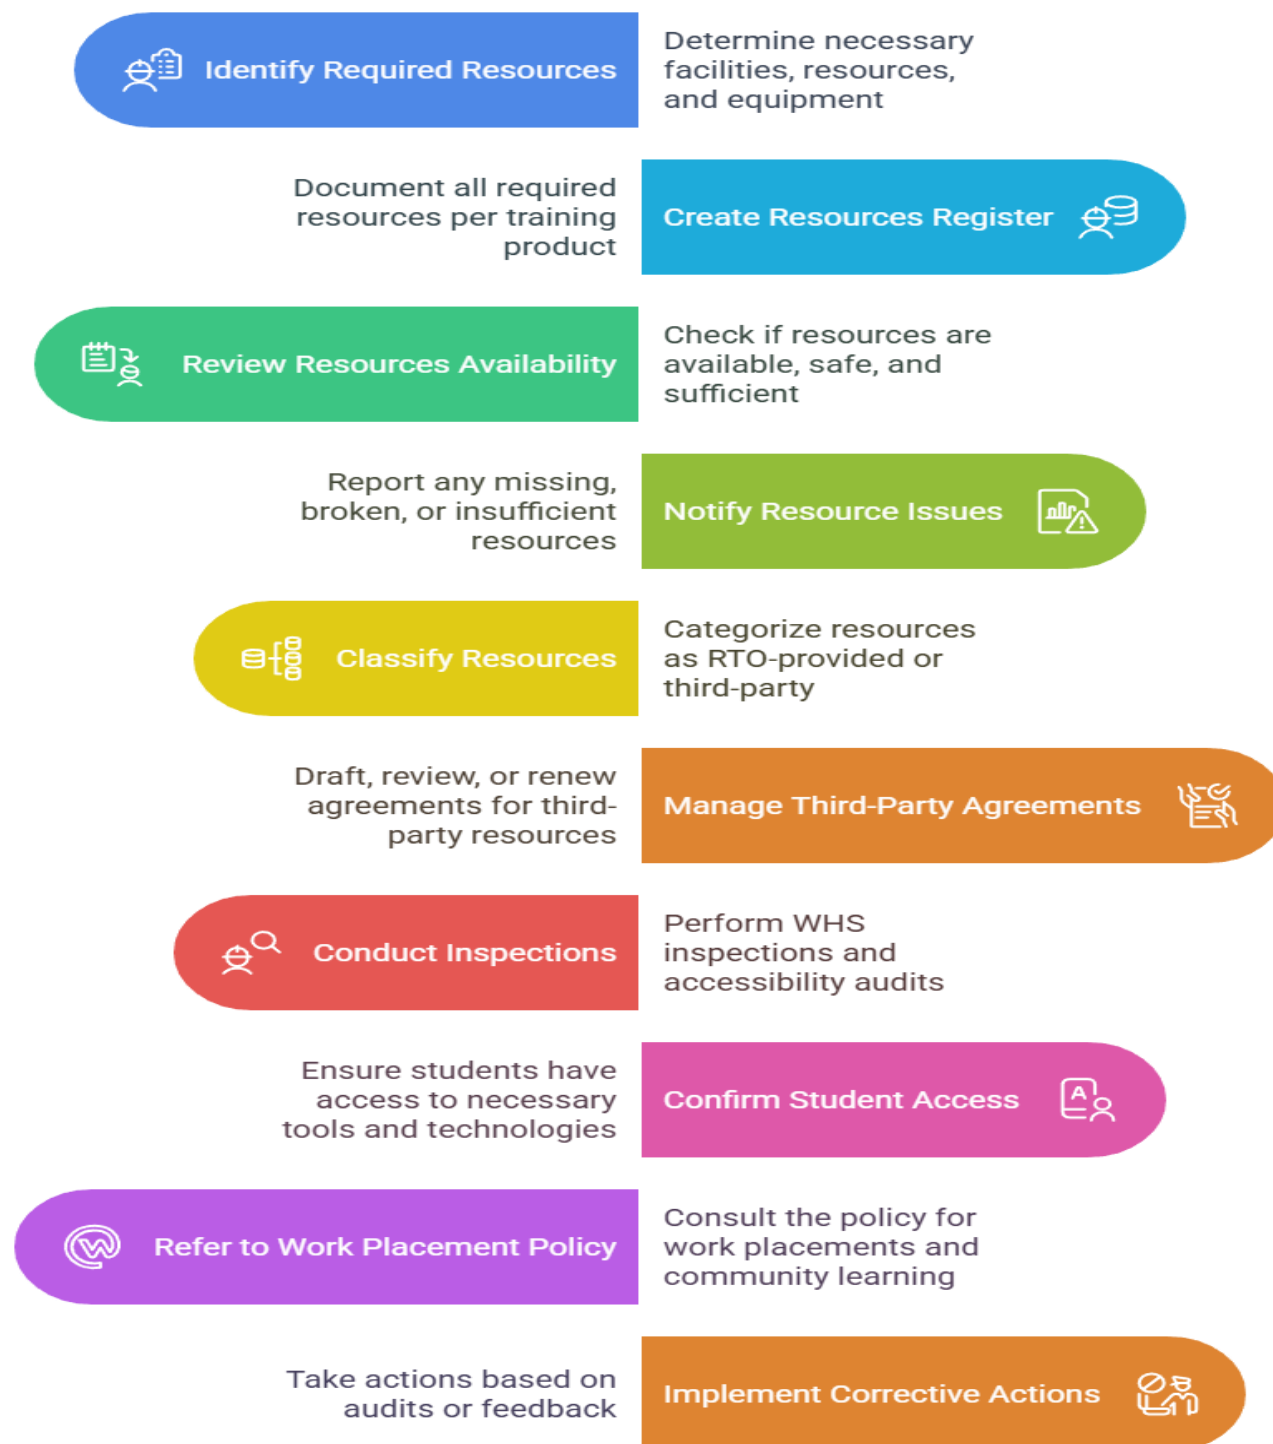 Identify Required Resources
Determine necessary
facilities, resources,
and equipment
Document all required
resources per training
product
Create Resources Register
Review Resources Availability
Check if resources are
available, safe, and
sufficient
Report any missing,
broken, or insufficient
resources
Notify Resource Issues
Classify Resources
Categorize resources
as RTO-provided or
third-party
Draft, review, or renew
agreements for third-
party resources
Manage Third-Party Agreements
Conduct Inspections
Perform WHS
inspections and
accessibility audits
Ensure students have
access to necessary
tools and technologies
Confirm Student Access
A
W
Refer to Work Placement Policy
Consult the policy for
work placements and
community learning
Take actions based on
audits or feedback
Implement Corrective Actions